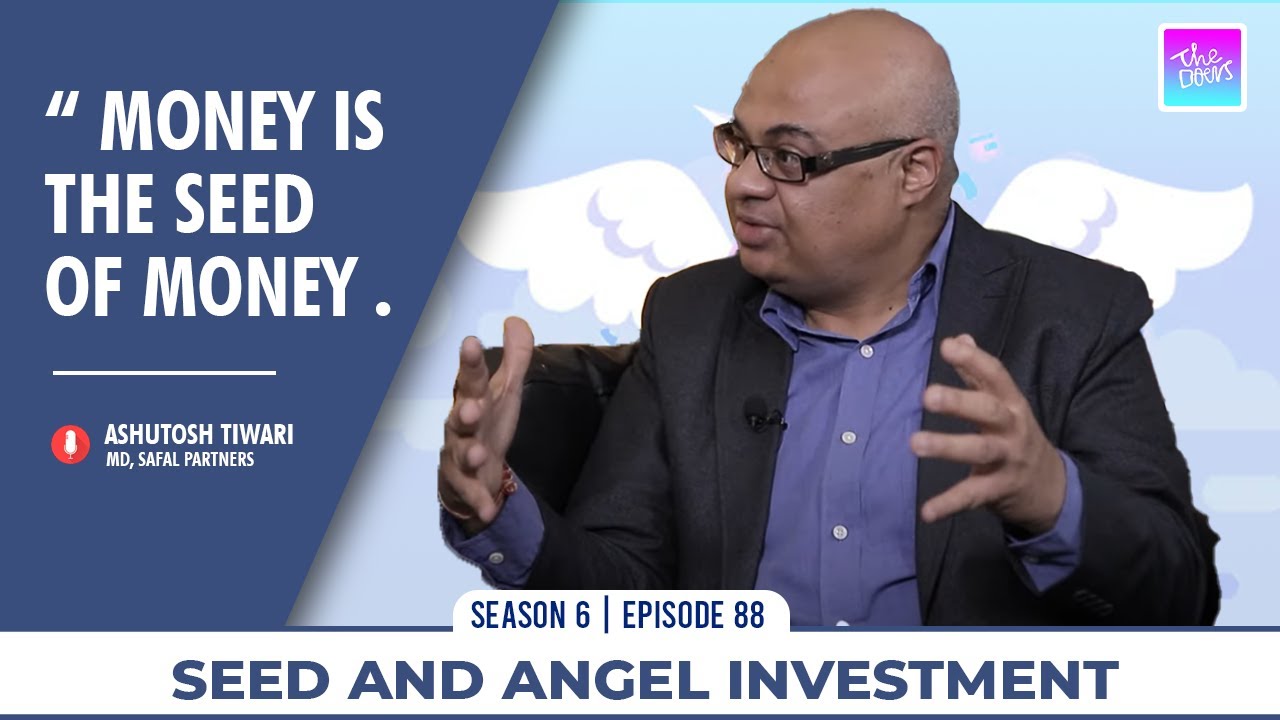 “ MONEY IS
THE SEED
OF MONEY .
ASHUTOSH TIWARI
MD, SAFAL PARTNERS
The
DOERS
SEASON 6 | EPISODE 88
SEED AND ANGEL INVESTMENT